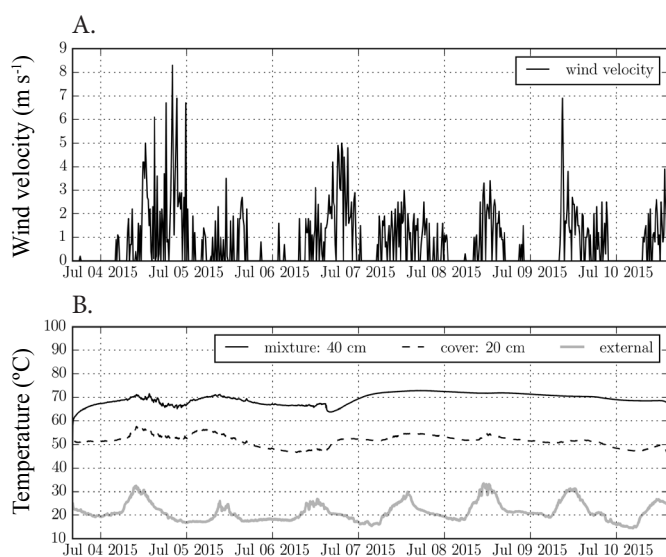 A.
Wind velocity (m s⁻¹)
9
8
7
6
5
4
3
2
1
0
wind velocity
Jul 04 2015 Jul 05 2015 Jul 06 2015 Jul 07 2015 Jul 08 2015 Jul 09 2015 Jul 10 2015
B.
Temperature (ºC)
100
90
80
70
60
50
40
30
20
10
mixture: 40 cm cover: 20 cm external
Jul 04 2015 Jul 05 2015 Jul 06 2015 Jul 07 2015 Jul 08 2015 Jul 09 2015 Jul 10 2015